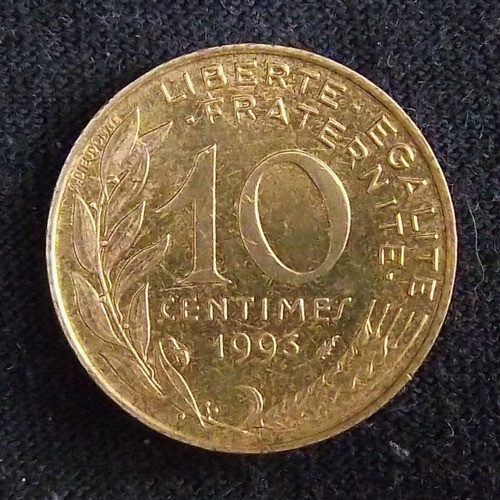 LIBERTE · EGALITE
· FRATERNITE ·
10
CENTIMES
1993